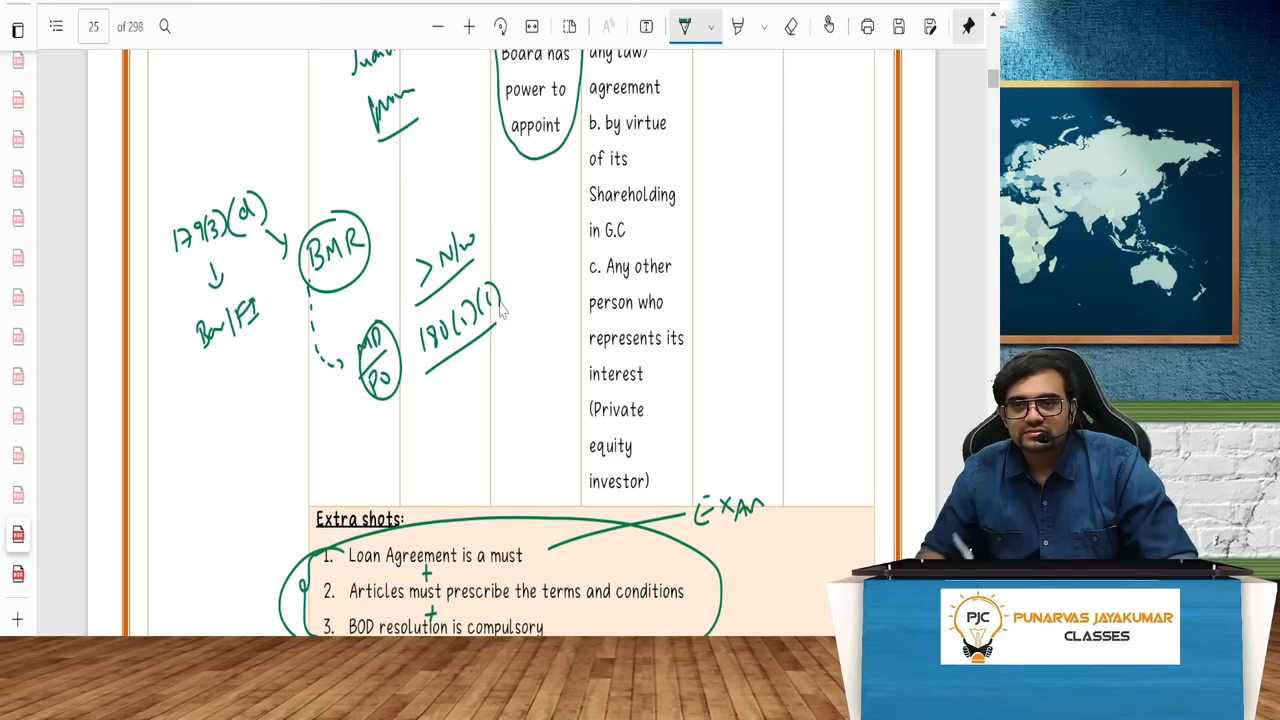 25
of 298
Board has
power to
appoint
any law)
agreement
b. by virtue
of its
Shareholding
in G.C
c. Any other
person who
represents its
interest
(Private
equity
investor)
179(3)(d)
BMR
> N/w
180(1)(c)
MD
PO
Extra shots:
EXAM
1. Loan Agreement is a must
+
2. Articles must prescribe the terms and conditions
+
3. BOD resolution is compulsory
PJC
PUNARVAS JAYAKUMAR
CLASSES